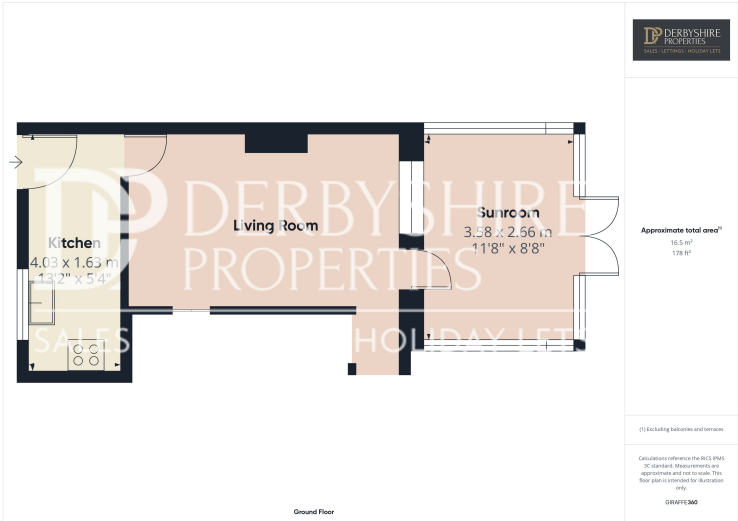 DP DERBYSHIRE
PROPERTIES
SALES | LETTINGS | HOLIDAY LETS
Kitchen
4.03 x 1.63 m
13'2" x 5'4"
Living Room
Sunroom
3.58 x 2.66 m
11'8" x 8'8"
DP DERBYSHIRE
PROPERTIES
SALES HOLIDAY LETS
Approximate total area(1)
16.5 m²
178 ft²
(1) Excluding balconies and terraces
Calculations reference the RICS IPMS
3C standard. Measurements are
approximate and not to scale. This
floor plan is intended for illustration
only.
GIRAFFE360
Ground Floor